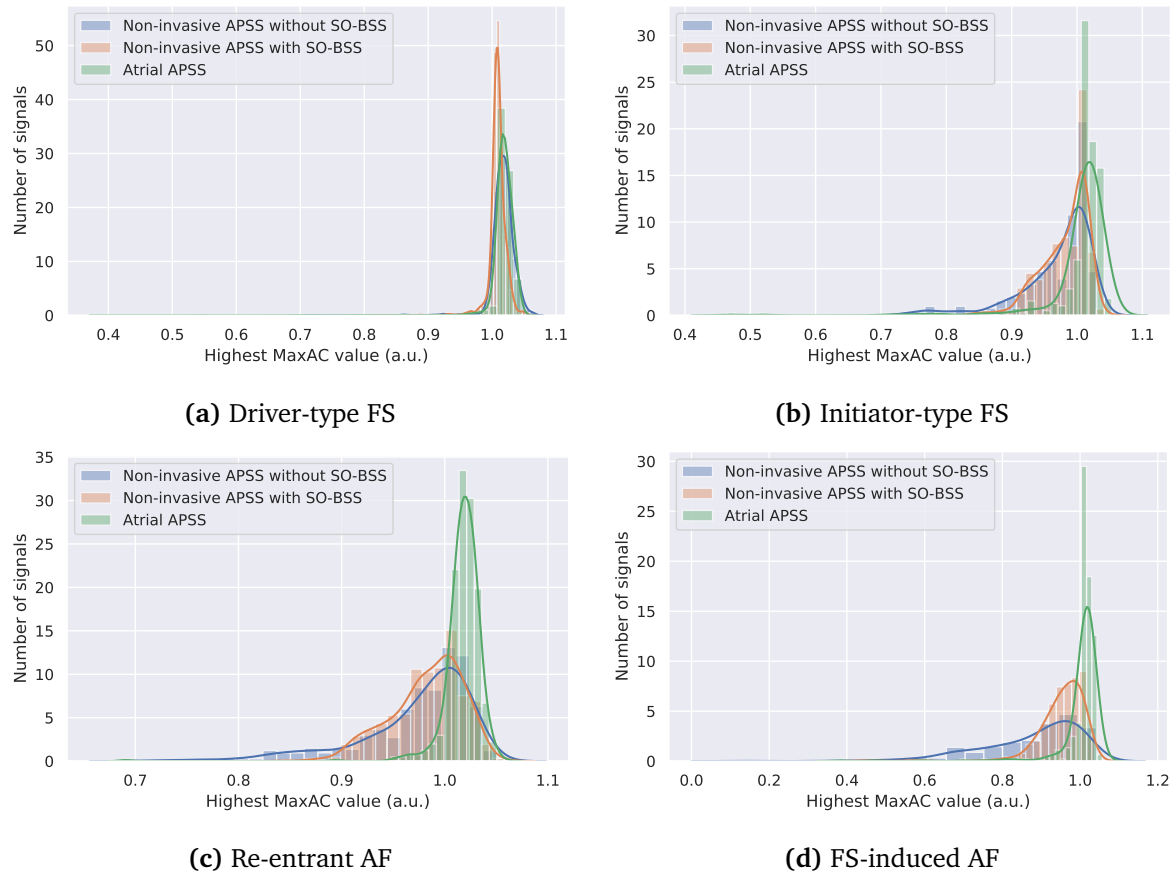 Non-invasive APSS without SO-BSS
Non-invasive APSS with SO-BSS
Atrial APSS
Number of signals
50
40
30
20
10
0
0.4 0.5 0.6 0.7 0.8 0.9 1.0 1.1
Highest MaxAC value (a.u.)
(a) Driver-type FS
Non-invasive APSS without SO-BSS
Non-invasive APSS with SO-BSS
Atrial APSS
Number of signals
30
25
20
15
10
5
0
0.4 0.5 0.6 0.7 0.8 0.9 1.0 1.1
Highest MaxAC value (a.u.)
(b) Initiator-type FS
Non-invasive APSS without SO-BSS
Non-invasive APSS with SO-BSS
Atrial APSS
Number of signals
35
30
25
20
15
10
5
0
0.7 0.8 0.9 1.0 1.1
Highest MaxAC value (a.u.)
(c) Re-entrant AF
Non-invasive APSS without SO-BSS
Non-invasive APSS with SO-BSS
Atrial APSS
Number of signals
30
25
20
15
10
5
0
0.0 0.2 0.4 0.6 0.8 1.0 1.2
Highest MaxAC value (a.u.)
(d) FS-induced AF